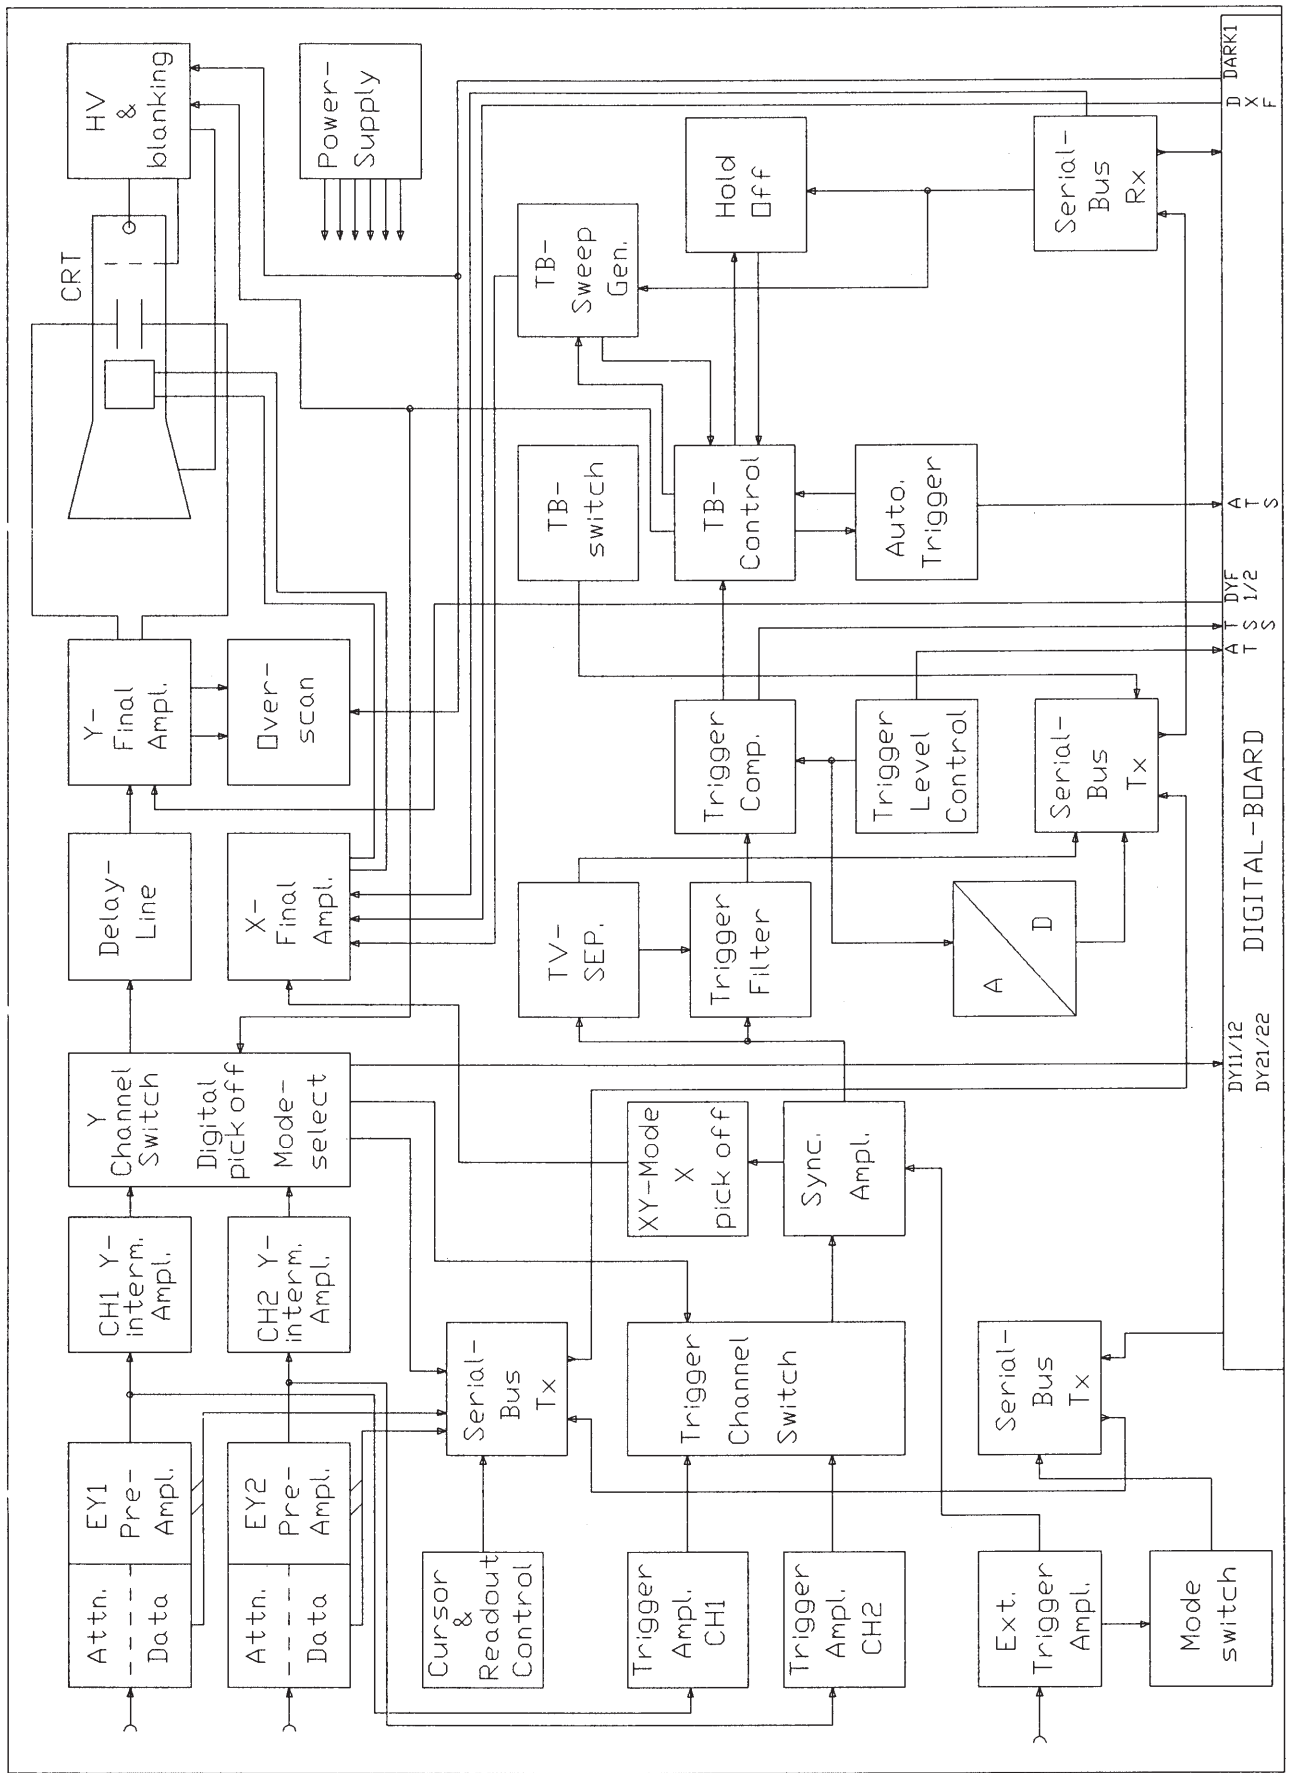 Attn.
Data
EY1
Pre-
Ampl.
CH1 Y-
interm.
Ampl.
Y
Channel
Switch
Digital
pick off
Mode-
select
Delay-
Line
Y-
Final
Ampl.
CRT
HV
&
blanking
Attn.
Data
EY2
Pre-
Ampl.
CH2 Y-
interm.
Ampl.
X-
Final
Ampl.
Over-
scan
Power-
Supply
Cursor
&
Readout
Control
Serial-
Bus
Tx
TV-
SEP.
TB-
switch
TB-
Sweep
Gen.
Trigger
Ampl.
CH1
Trigger
Channel
Switch
XY-Mode
X
pick off
Trigger
Filter
Trigger
Comp.
TB-
Control
Hold
Off
Trigger
Ampl.
CH2
Sync.
Ampl.
Trigger
Level
Control
Auto.
Trigger
Ext.
Trigger
Ampl.
Serial-
Bus
Tx
A
D
Serial-
Bus
Tx
Serial-
Bus
Rx
Mode
switch
DY11/12
DY21/22
DIGITAL-BOARD
A
T
S
T
S
S
DYF
1/2
A
T
S
D
X
F
DARK1